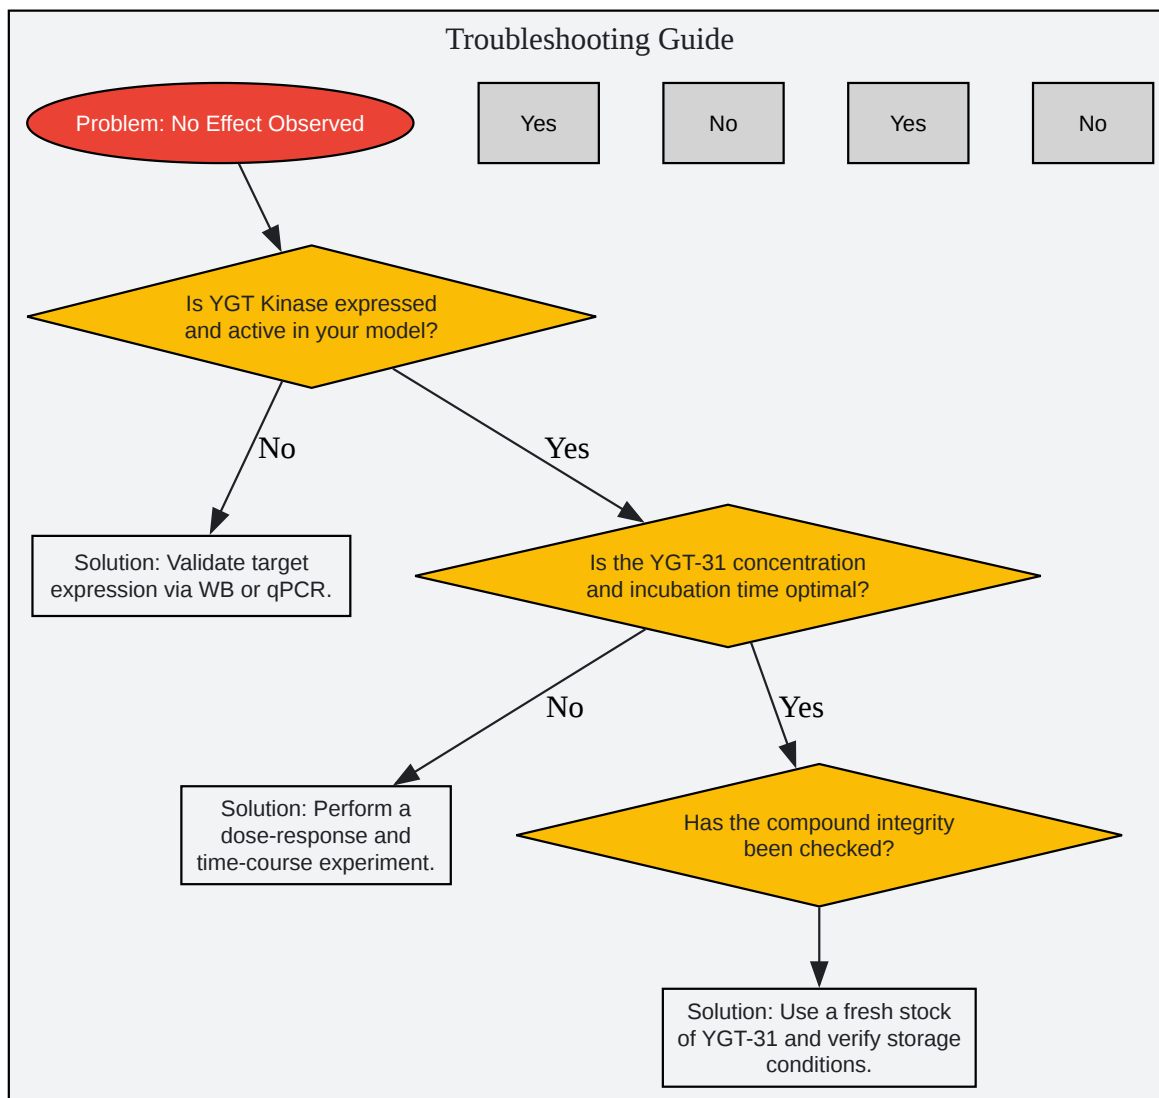 Troubleshooting Guide
Problem: No Effect Observed
Yes
No
Yes
No
Is YGT Kinase expressed
and active in your model?
No
Yes
Solution: Validate target
expression via WB or qPCR.
Is the YGT-31 concentration
and incubation time optimal?
No
Yes
Solution: Perform a
dose-response and
time-course experiment.
Has the compound integrity
been checked?
Solution: Use a fresh stock
of YGT-31 and verify storage
conditions.